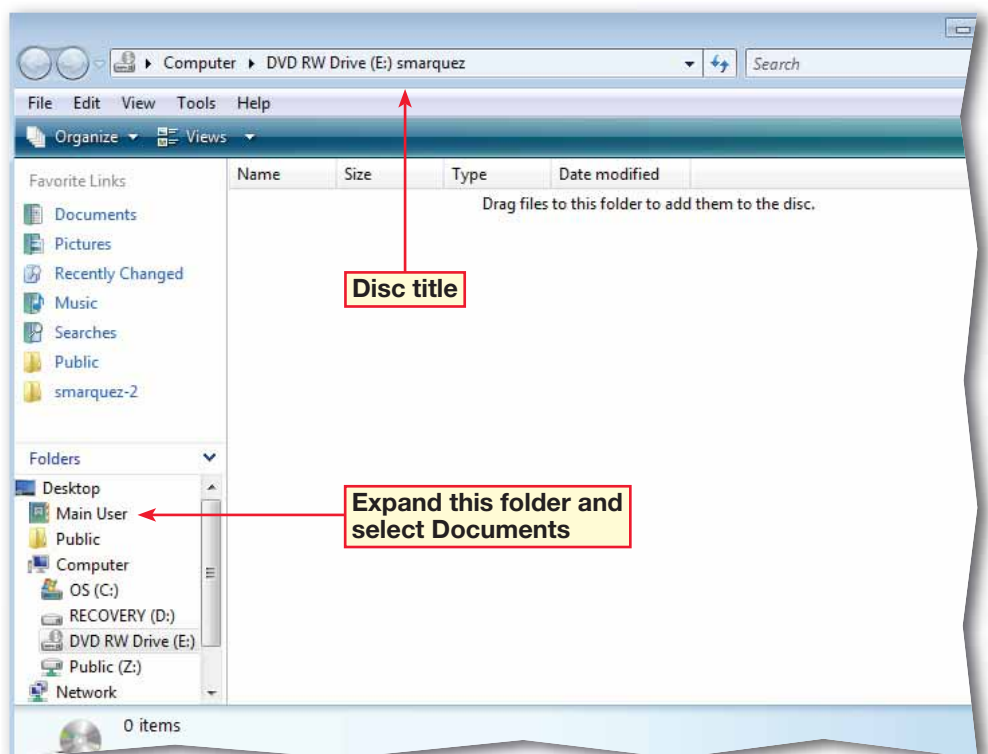 Computer ▸ DVD RW Drive (E:) smarquez
Search
File Edit View Tools Help
Organize Views
Favorite Links
Documents
Pictures
Recently Changed
Music
Searches
Public
smarquez-2
Name Size Type Date modified
Drag files to this folder to add them to the disc.
Disc title
Folders
Desktop
Main User
Public
Computer
OS (C:)
RECOVERY (D:)
DVD RW Drive (E:)
Public (Z:)
Network
Expand this folder and
select Documents
0 items